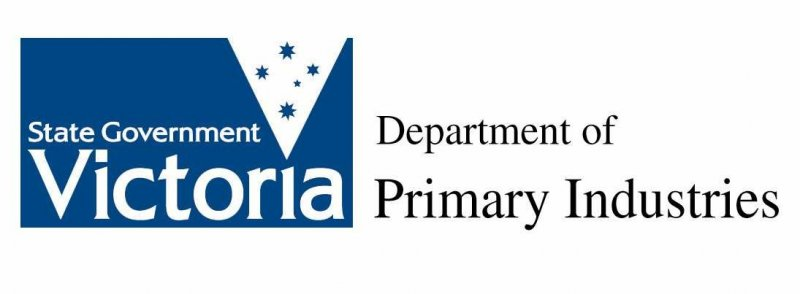 State Government
Victoria
Department of
Primary Industries